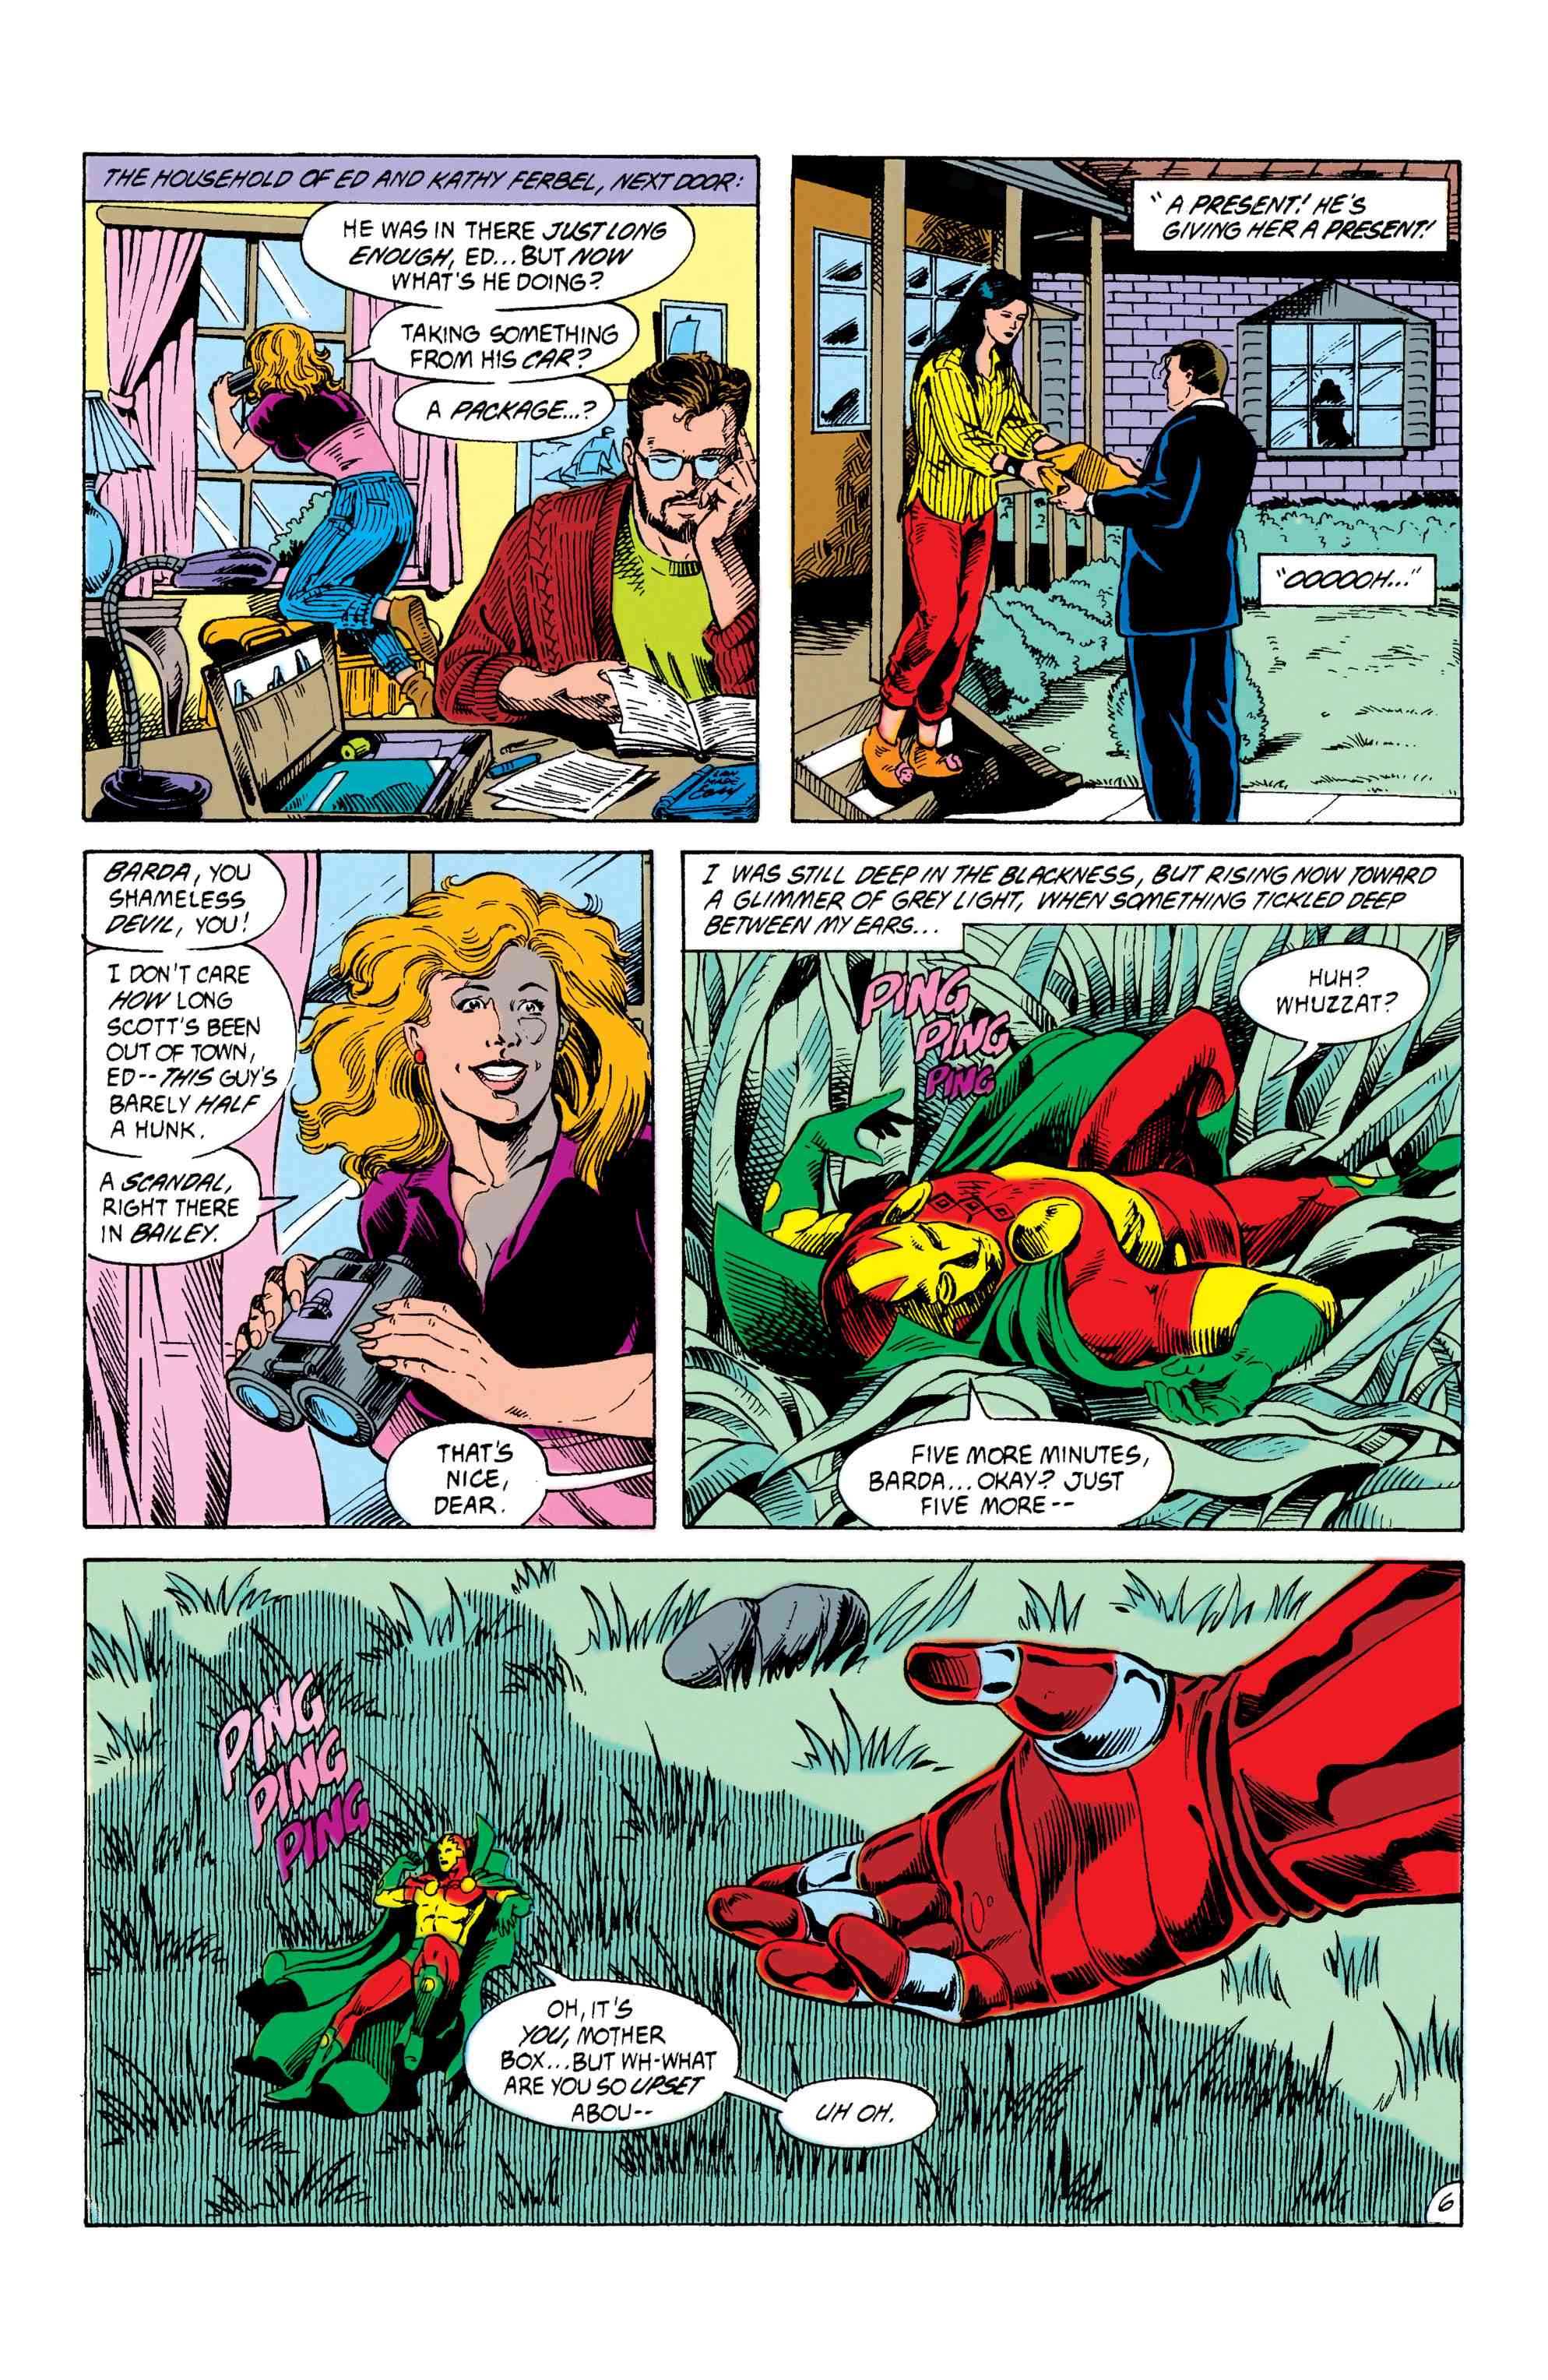 THE HOUSEHOLD OF ED AND KATHY FERBEL, NEXT DOOR:
HE WAS IN THERE JUST LONG
ENOUGH, ED... BUT NOW
WHAT'S HE DOING?
TAKING SOMETHING
FROM HIS CAR?
A PACKAGE...?
"A PRESENT! HE'S
GIVING HER A PRESENT!
"OOOOOH..."
BARDA, YOU
SHAMELESS
DEVIL, YOU!
I DON'T CARE
HOW LONG
SCOTT'S BEEN
OUT OF TOWN,
ED--THIS GUY'S
BARELY HALF
A HUNK.
A SCANDAL,
RIGHT THERE
IN BAILEY.
THAT'S
NICE,
DEAR.
I WAS STILL DEEP IN THE BLACKNESS, BUT RISING NOW TOWARD
A GLIMMER OF GREY LIGHT, WHEN SOMETHING TICKLED DEEP
BETWEEN MY EARS...
PING
PING
PING
HUH?
WHUZZAT?
FIVE MORE MINUTES,
BARDA... OKAY? JUST
FIVE MORE--
PING
PING
PING
OH, IT'S
YOU, MOTHER
BOX... BUT WH-WHAT
ARE YOU SO UPSET
ABOU--
UH OH.
6